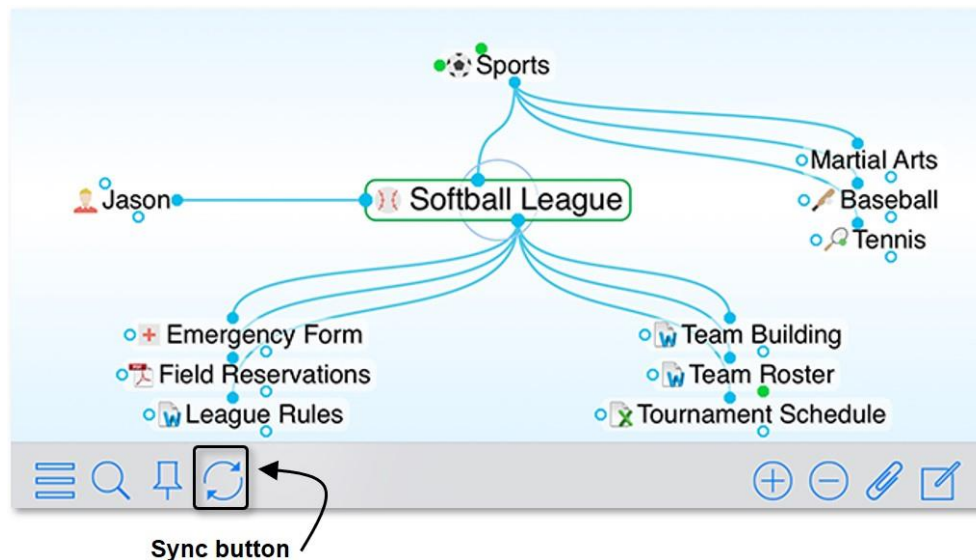 Sports
Martial Arts
Jason
Softball League
Baseball
Tennis
Emergency Form
Team Building
PDF
Field Reservations
W
Team Roster
League Rules
Tournament Schedule
Sync button